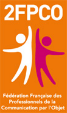 2FPCO
Fédération Française des
Professionnels de la
Communication par l'Objet